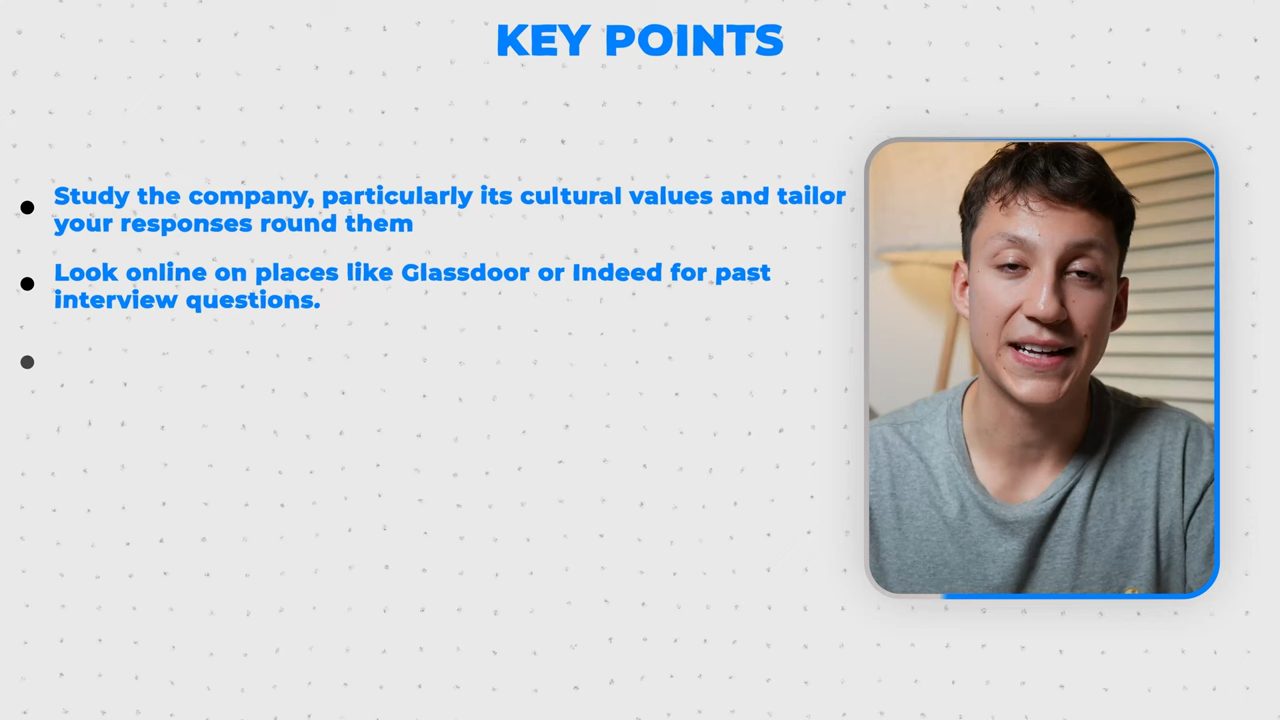 KEY POINTS
Study the company, particularly its cultural values and tailor
your responses round them
Look online on places like Glassdoor or Indeed for past
interview questions.